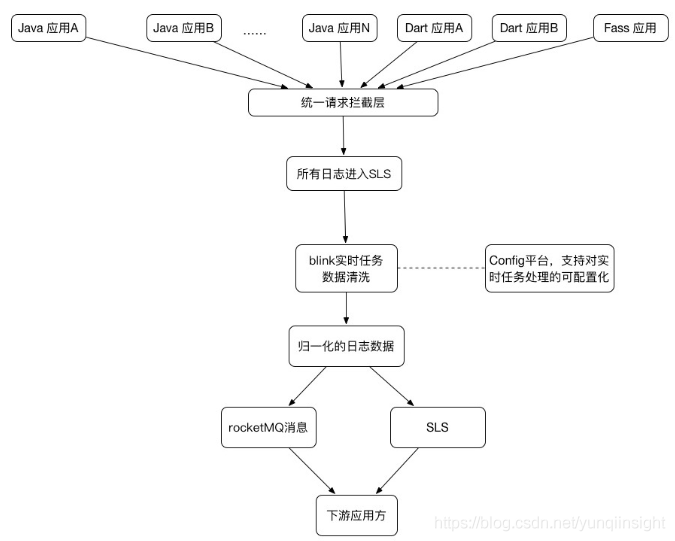 Java 应用A
Java 应用B
......
Java 应用N
Dart 应用A
Dart 应用B
Fass 应用
统一请求拦截层
所有日志进入SLS
blink实时任务
数据清洗
Config平台，支持对实
时任务处理的可配置化
归一化的日志数据
rocketMQ消息
SLS
下游应用方
https://blog.csdn.net/yunqiinsight